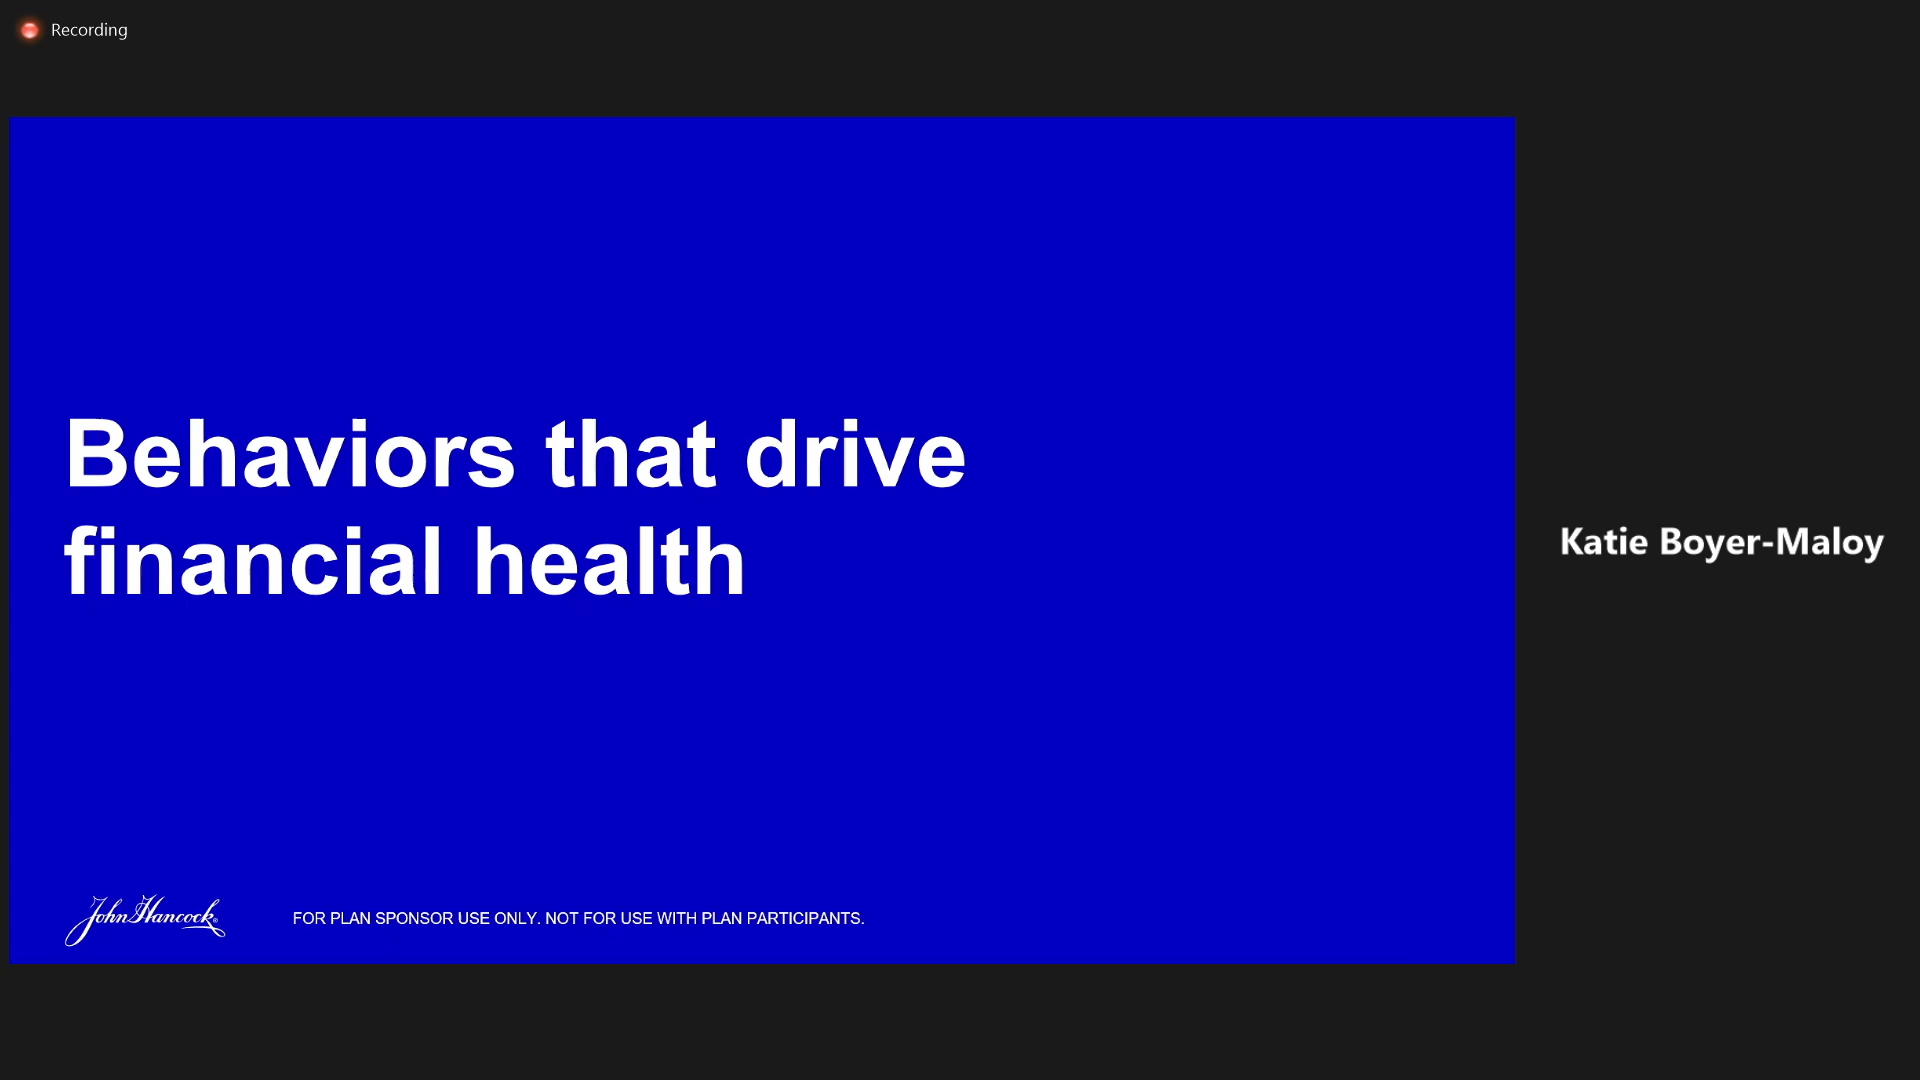 Recording
Behaviors that drive
financial health
Katie Boyer-Maloy
John Hancock®
FOR PLAN SPONSOR USE ONLY. NOT FOR USE WITH PLAN PARTICIPANTS.